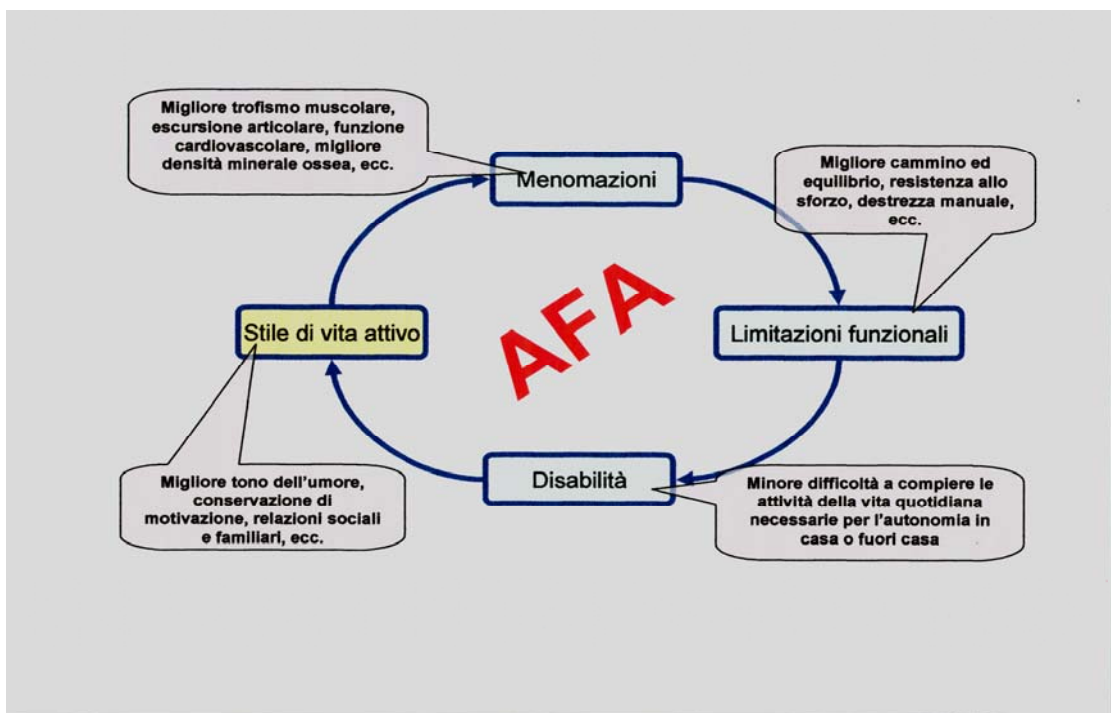 Migliore trofismo muscolare,
escursione articolare, funzione
cardiovascolare, migliore
densità minerale ossea, ecc.
Menomazioni
Migliore cammino ed
equilibrio, resistenza allo
sforzo, destrezza manuale,
ecc.
AFA
Stile di vita attivo
Limitazioni funzionali
Migliore tono dell'umore,
conservazione di
motivazione, relazioni sociali
e familiari, ecc.
Disabilità
Minore difficoltà a compiere le
attività della vita quotidiana
necessarie per l'autonomia in
casa o fuori casa